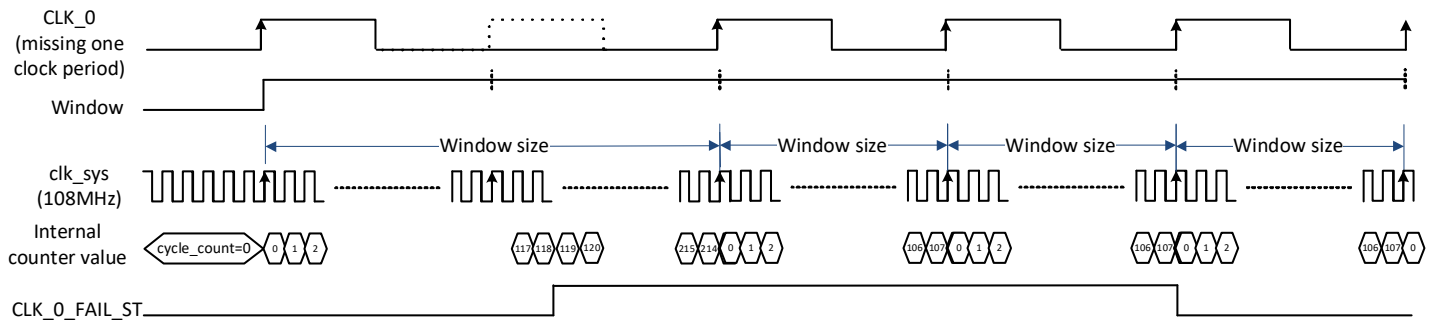 CLK_0
(missing one
clock period)
Window
Window size Window size Window size Window size
clk_sys
(108MHz)
Internal
counter value
cycle_count=0 0 1 2 117 118 119 120 215 214 0 1 2 106 107 0 1 2 106 107 0 1 2 106 107 0
CLK_0_FAIL_ST